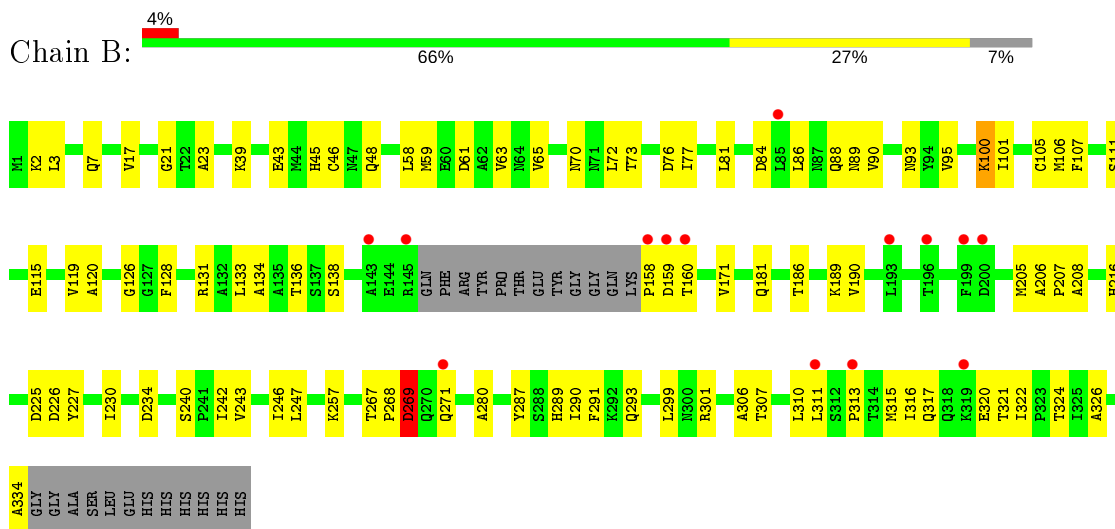 4%
Chain B:
66% 27% 7%
M1 K2 L3 Q7 V17 G21 T22 A23 K39 E43 M44 H45 C46 N47 Q48 L58 M59 E60 D61 A62 V63 N64 V65 N70 N71 L72 T73 D76 I77 L81 D84 L85 L86 N87 Q88 N89 V90 N93 Y94 V95 K100 I101 C105 M106 F107 S111
E115 V119 A120 G126 G127 F128 R131 A132 L133 A134 A135 T136 S137 S138 A143 E144 R145 GLN PHE ARG TYR PRO THR GLU TYR GLY GLY GLN LYS P158 D159 T160 V171 Q181 T186 K189 V190 L193 T196 F199 D200 M205 A206 P207 A208 H216
D225 D226 Y227 I230 D234 S240 P241 I242 V243 I246 L247 K257 T267 P268 D269 Q270 Q271 A280 Y287 S288 H289 I290 F291 K292 Q293 L299 N300 R301 A306 T307 L310 L311 S312 P313 T314 M315 I316 Q317 Q318 K319 E320 T321 I322 P323 T324 I325 A326
A334 GLY GLY ALA SER LEU GLU HIS HIS HIS HIS HIS HIS